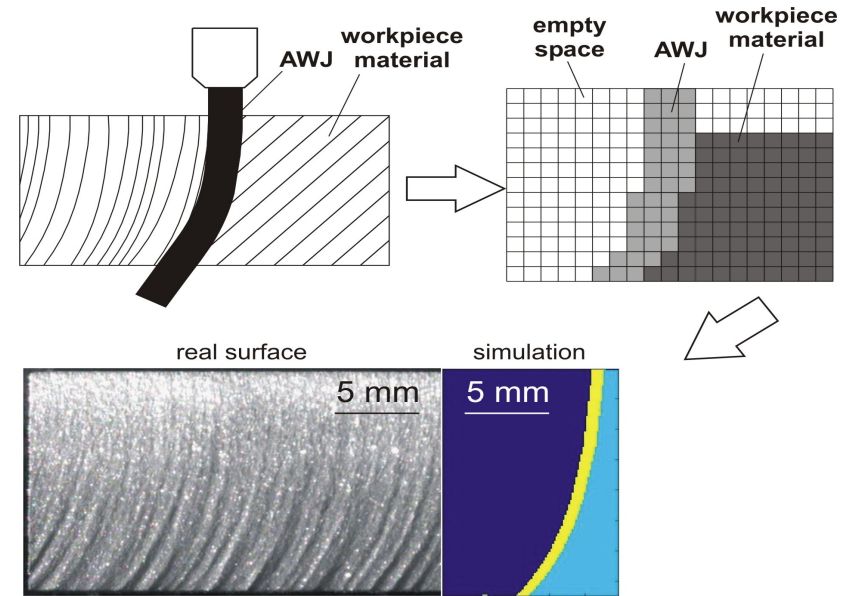 AWJ
workpiece
material
empty
space
AWJ
workpiece
material
real surface
simulation
5 mm
5 mm